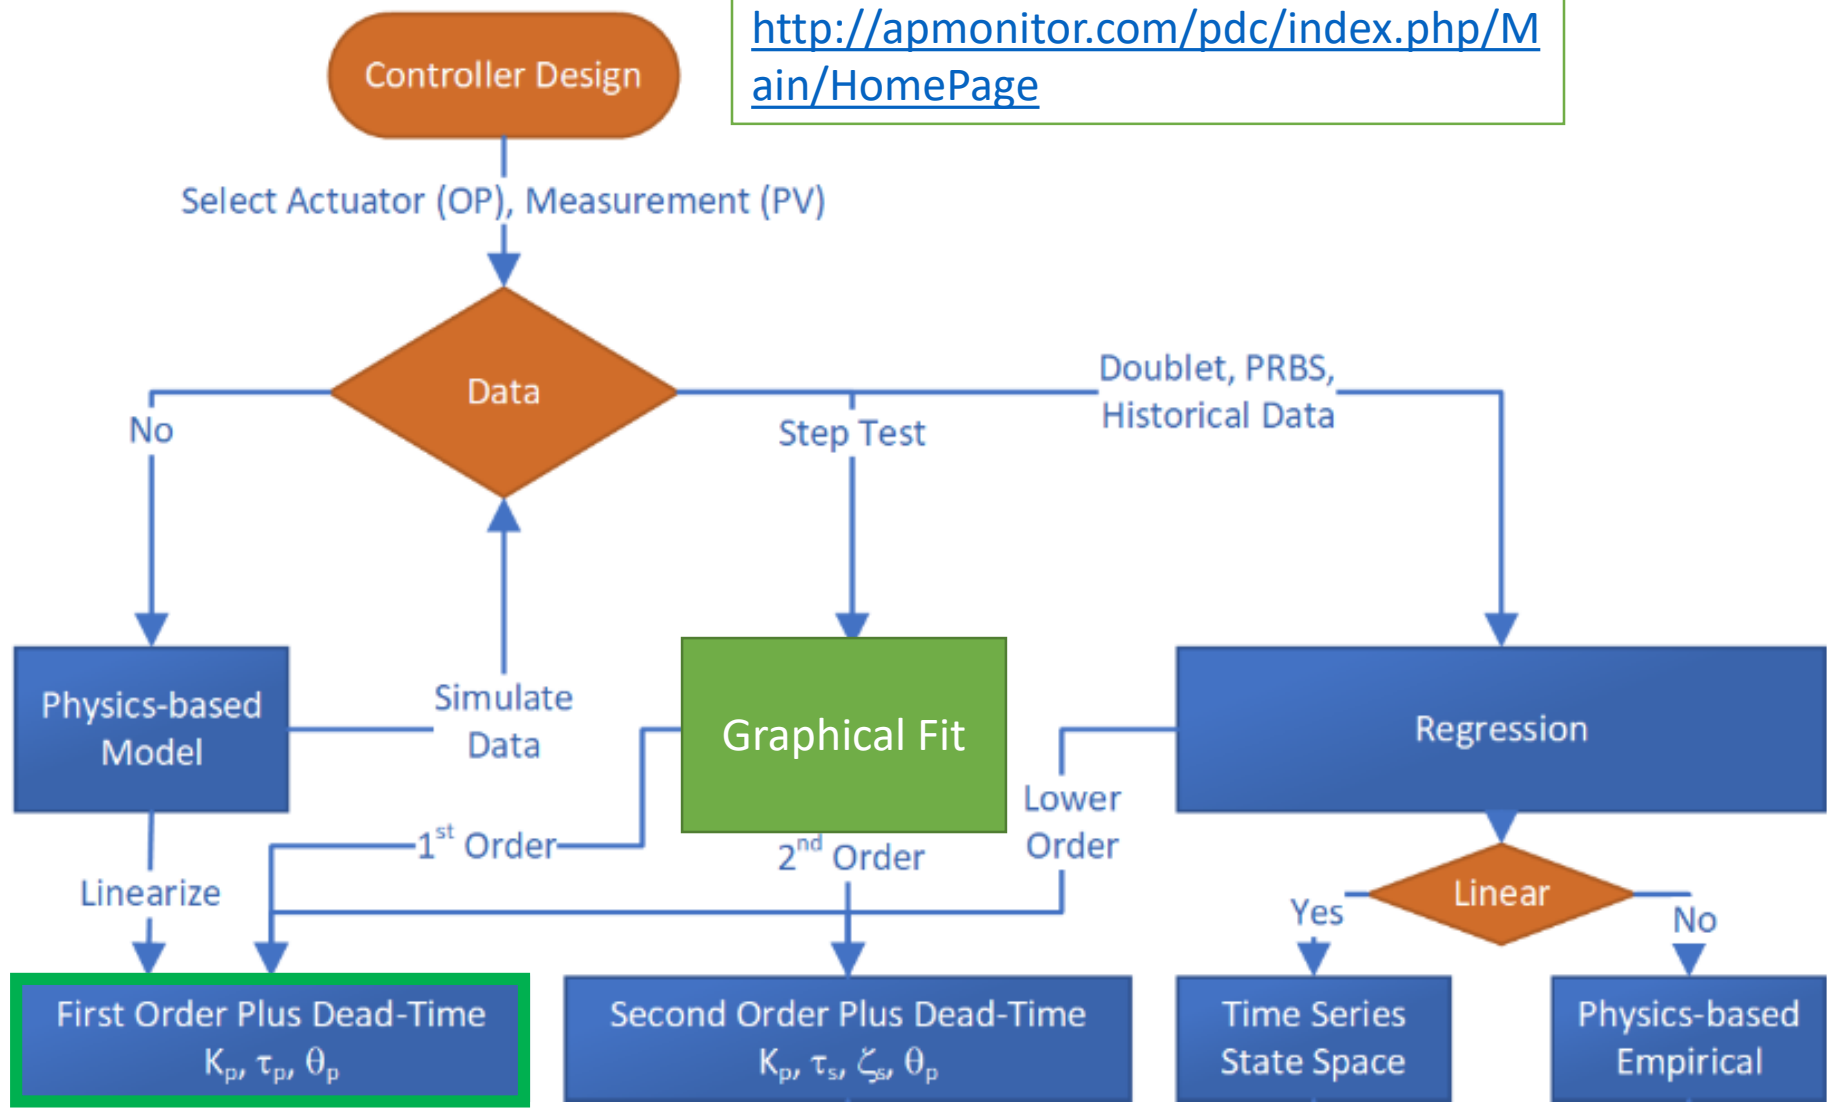 http://apmonitor.com/pdc/index.php/M
ain/HomePage
Controller Design
Select Actuator (OP), Measurement (PV)
Data
No
Step Test
Doublet, PRBS,
Historical Data
Physics-based
Model
Simulate
Data
Graphical Fit
Regression
Lower
Order
1st Order
2nd Order
Linearize
Linear
Yes
No
First Order Plus Dead-Time
Kp, τp, θp
Second Order Plus Dead-Time
Kp, τs, ζs, θp
Time Series
State Space
Physics-based
Empirical